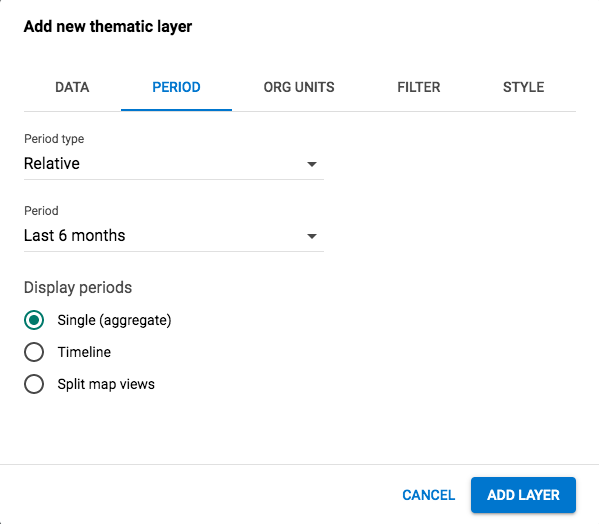 Add new thematic layer
DATA PERIOD ORG UNITS FILTER STYLE
Period type
Relative
Period
Last 6 months
Display periods
Single (aggregate)
Timeline
Split map views
CANCEL ADD LAYER